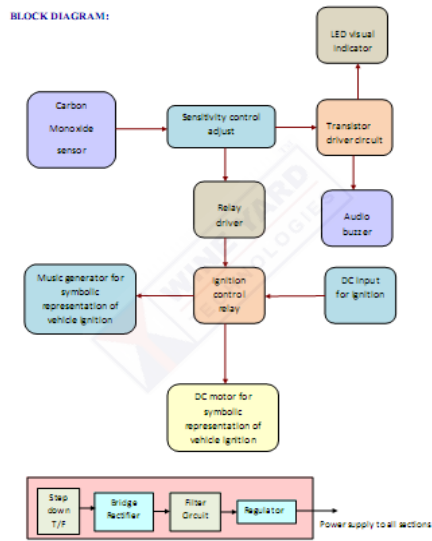 BLOCK DIAGRAM:
LED visual
Indicator
Carbon
Monoxide
sensor
Sensitivity control
adjust
Transistor
driver circuit
Relay
driver
Audio
buzzer
Music generator for
symbolic
representation of
vehicle ignition
Ignition
control
relay
DC input
for ignition
DC motor for
symbolic
representation of
vehicle ignition
Step
down
T/F
Bridge
Rectifier
Filter
Circuit
Regulator
Power supply to all sections